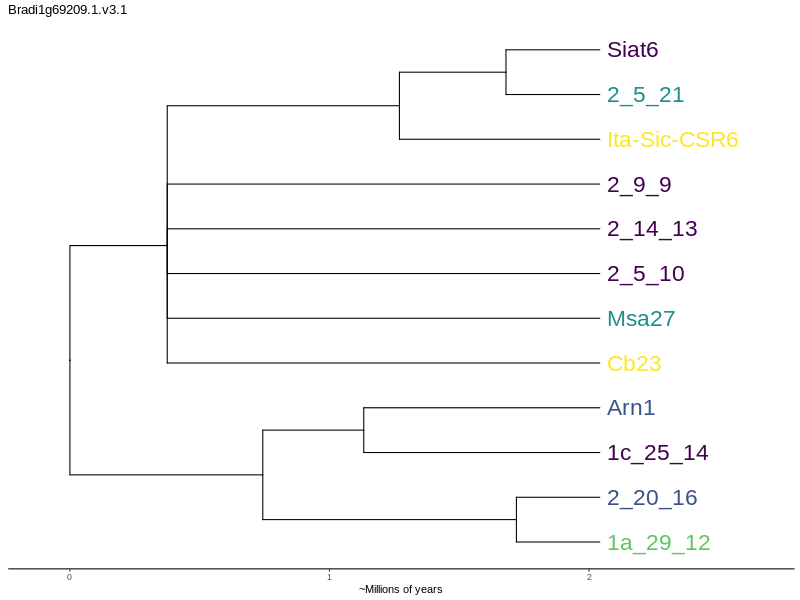 Bradi1g69209.1.v3.1
Siat6
2_5_21
Ita-Sic-CSR6
2_9_9
2_14_13
2_5_10
Msa27
Cb23
Arn1
1c_25_14
2_20_16
1a_29_12
0 1 2
~Millions of years